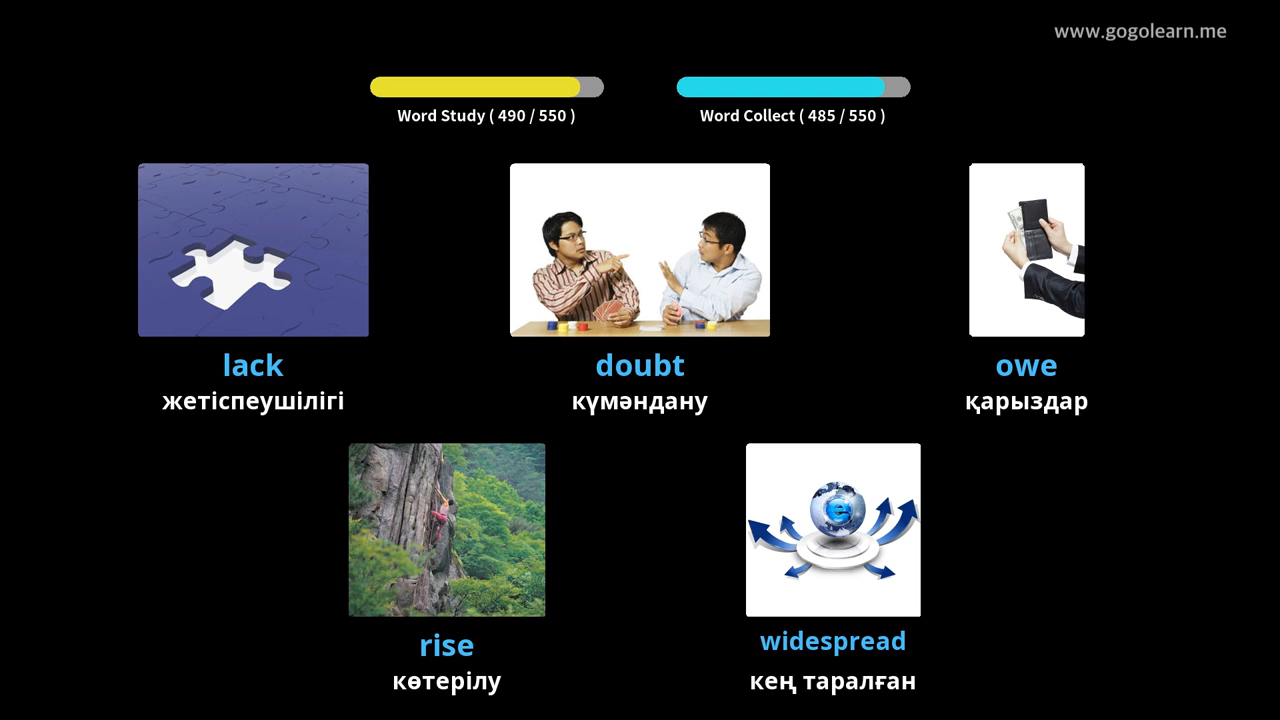 www.gogolearn.me
Word Study ( 490 / 550 )
Word Collect ( 485 / 550 )
lack
жетіспеушілігі
doubt
күмәндану
owe
қарыздар
e
rise
көтерілу
widespread
кең таралған